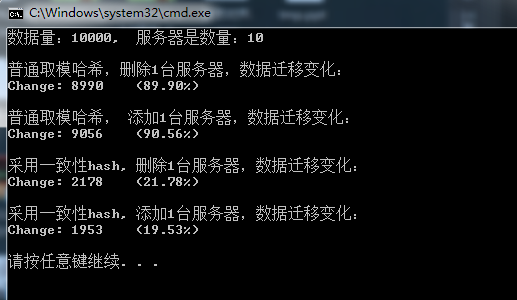 C:\Windows\system32\cmd.exe
数据量：10000， 服务器是数量：10
普通取模哈希，删除1台服务器，数据迁移变化：
Change: 8990 (89.90%)
普通取模哈希， 添加1台服务器，数据迁移变化：
Change: 9056 (90.56%)
采用一致性hash，删除1台服务器，数据迁移变化：
Change: 2178 (21.78%)
采用一致性hash，添加1台服务器，数据迁移变化：
Change: 1953 (19.53%)
请按任意键继续. . .